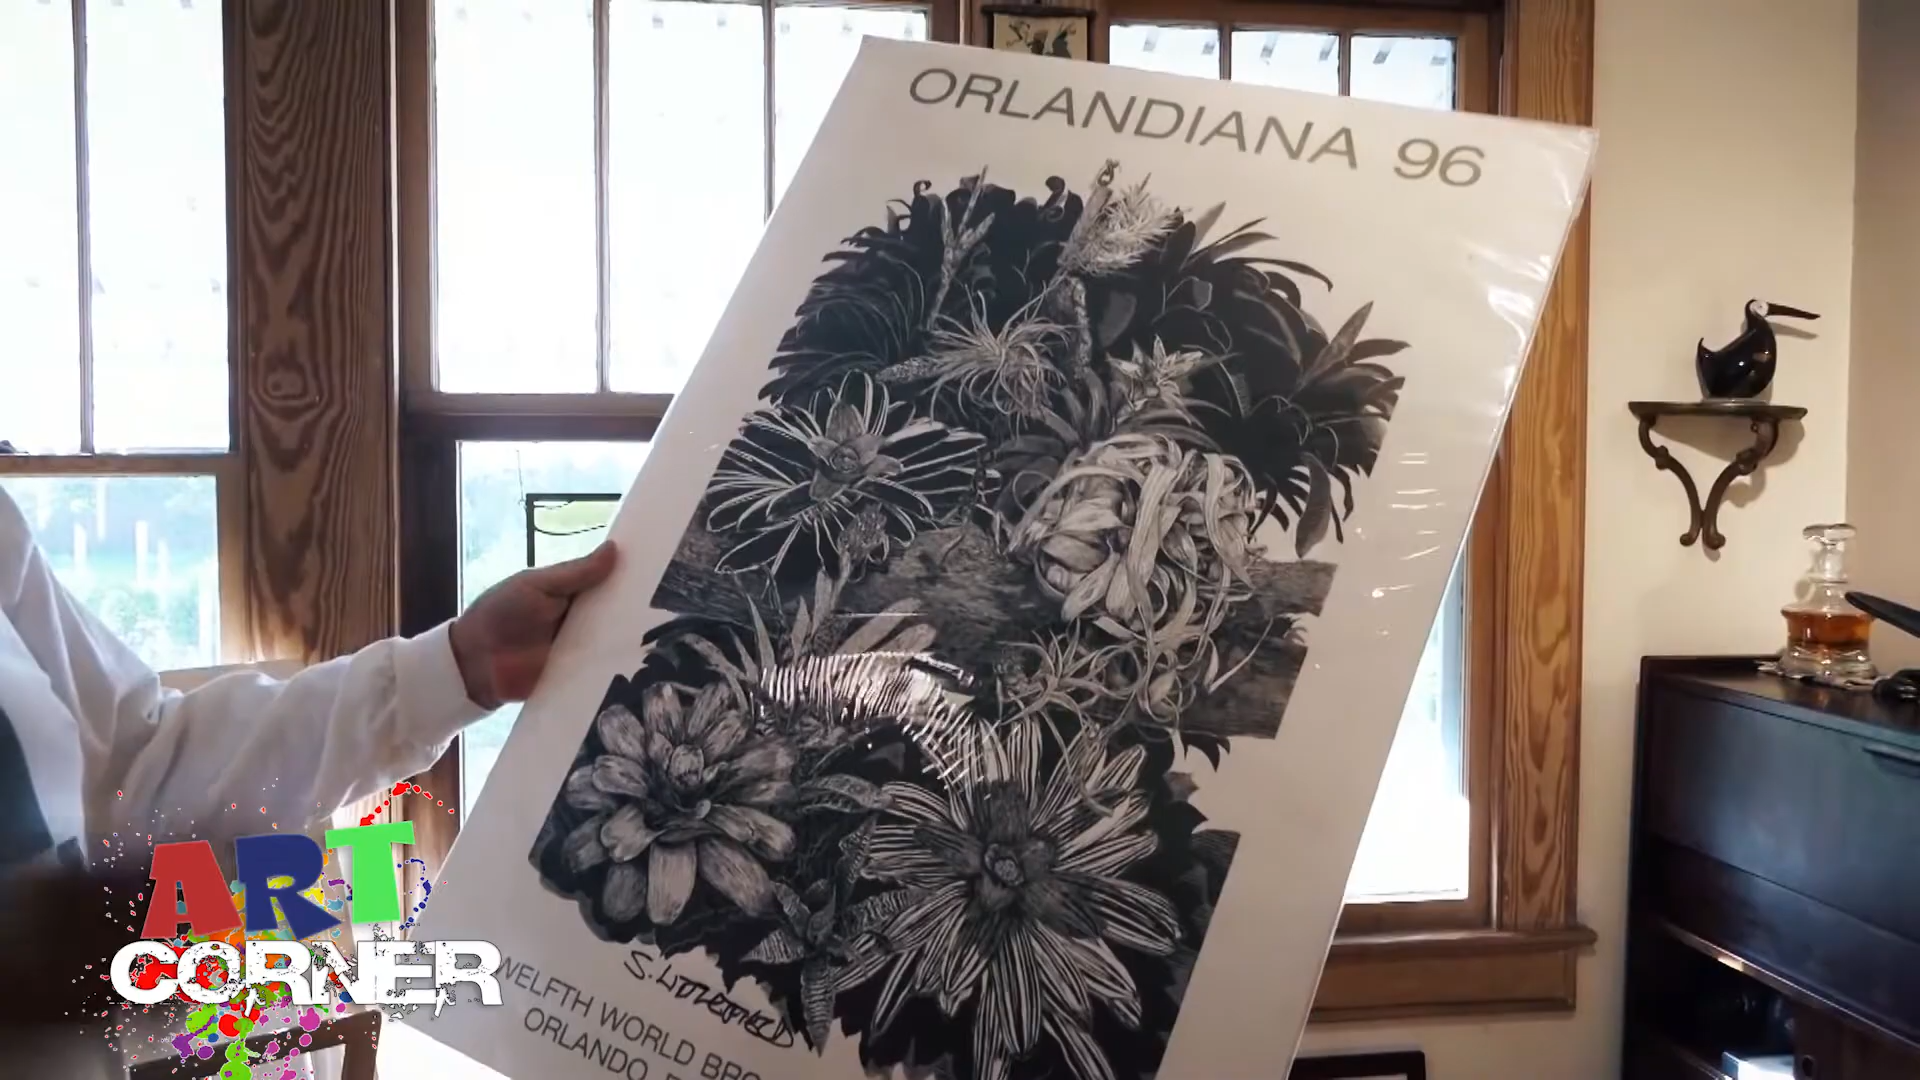 ORLANDIANA 96
S. LITTLEFIELD
WELFTH WORLD BRO
ORLANDO,
ART
CORNER